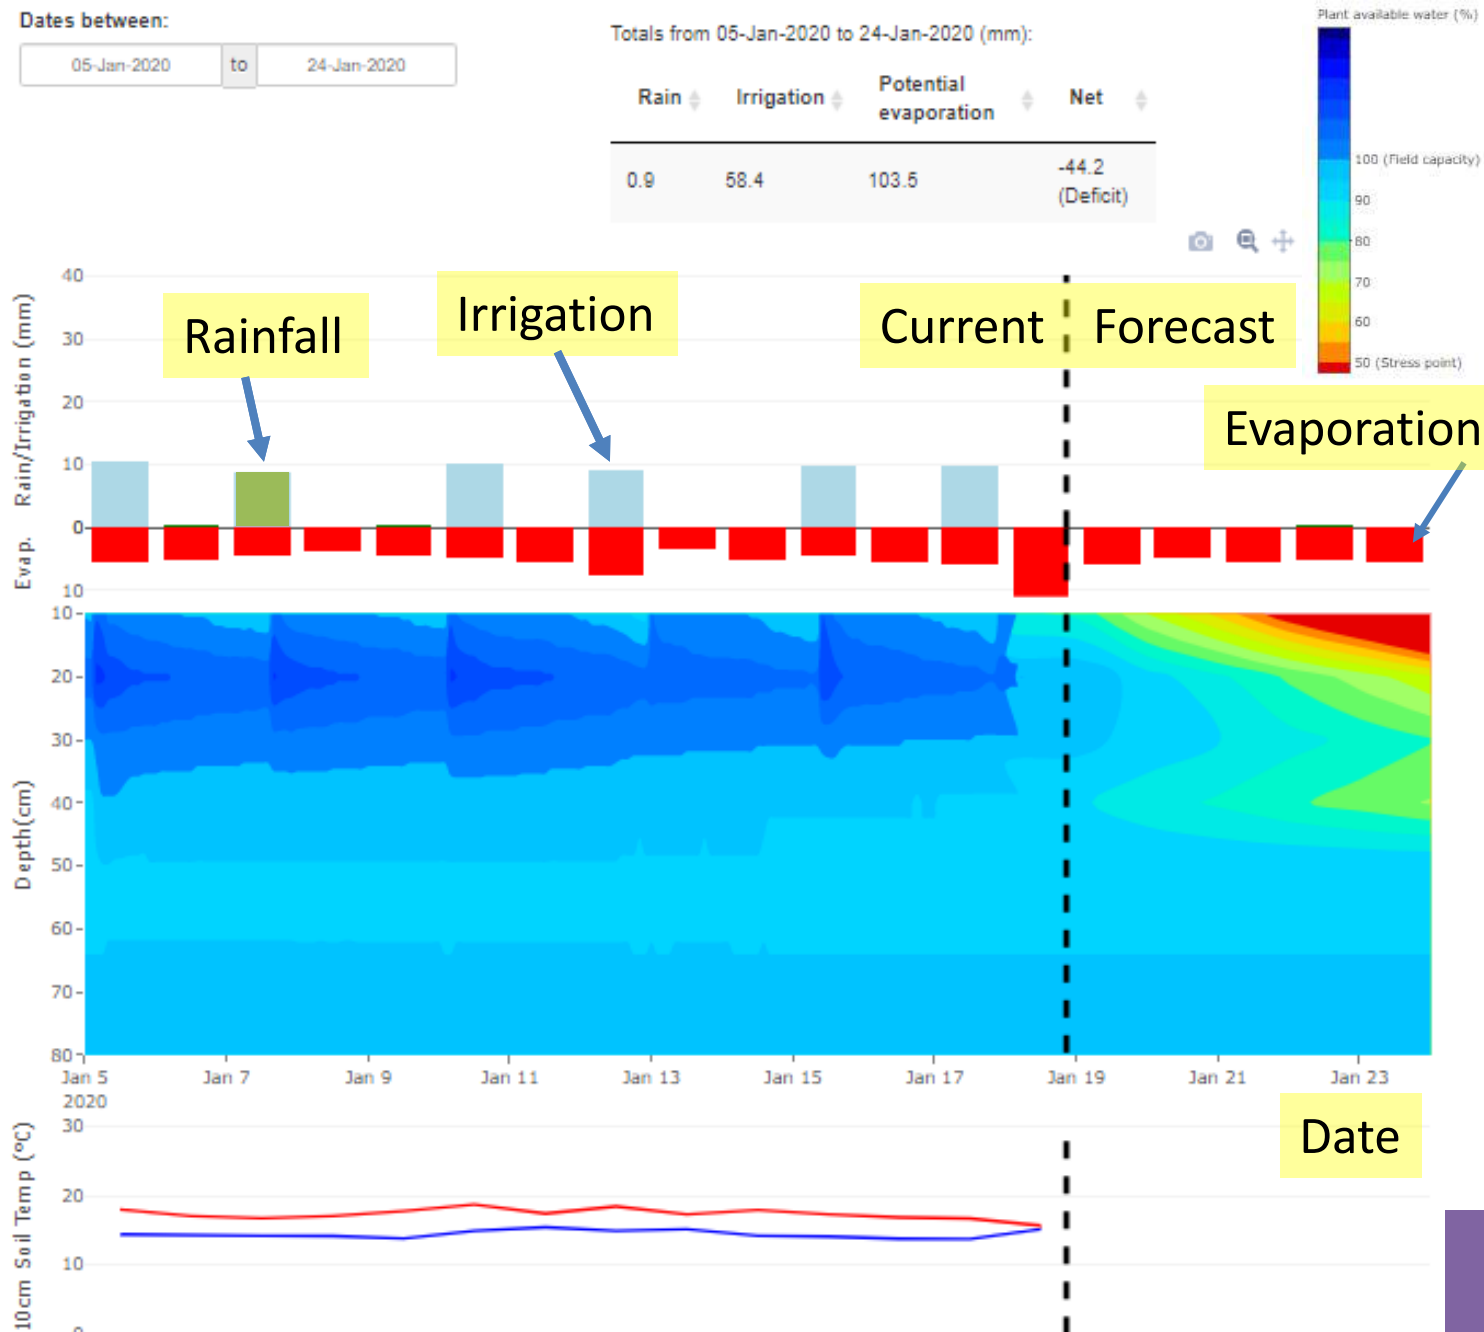 Dates between:
05-Jan-2020 to 24-Jan-2020
Totals from 05-Jan-2020 to 24-Jan-2020 (mm):
Rain Irrigation Potential evaporation Net
0.9 58.4 103.5 -44.2 (Deficit)
Plant available water (%)
100 (Field capacity)
90
80
70
60
50 (Stress point)
Rainfall
Irrigation
Current
Forecast
Evaporation
Rain/Irrigation (mm)
Evap.
40
30
20
10
0
10
Depth(cm)
10
20
30
40
50
60
70
80
Jan 5 Jan 7 Jan 9 Jan 11 Jan 13 Jan 15 Jan 17 Jan 19 Jan 21 Jan 23
2020
Date
10cm Soil Temp (°C)
30
20
10